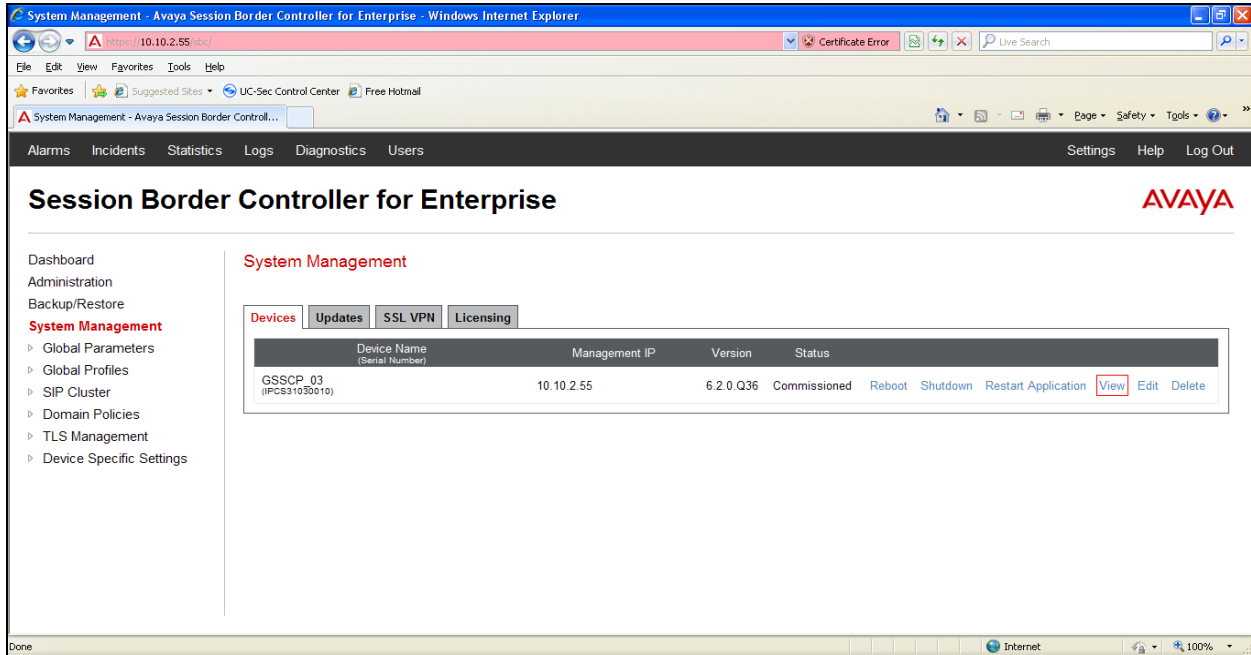 System Management - Avaya Session Border Controller for Enterprise - Windows Internet Explorer
https://10.10.2.55/sbc/
Certificate Error
Live Search
File Edit View Favorites Tools Help
Favorites Suggested Sites UC-Sec Control Center Free Hotmail
System Management - Avaya Session Border Controll...
Page Safety Tools »
Alarms Incidents Statistics Logs Diagnostics Users Settings Help Log Out
Session Border Controller for Enterprise
AVAYA
Dashboard
Administration
Backup/Restore
System Management
Global Parameters
Global Profiles
SIP Cluster
Domain Policies
TLS Management
Device Specific Settings
System Management
Devices Updates SSL VPN Licensing
Device Name Management IP Version Status
(Serial Number)
GSSCP_03 10.10.2.55 6.2.0.Q36 Commissioned Reboot Shutdown Restart Application View Edit Delete
(IPCS31030010)
Done Internet 100%